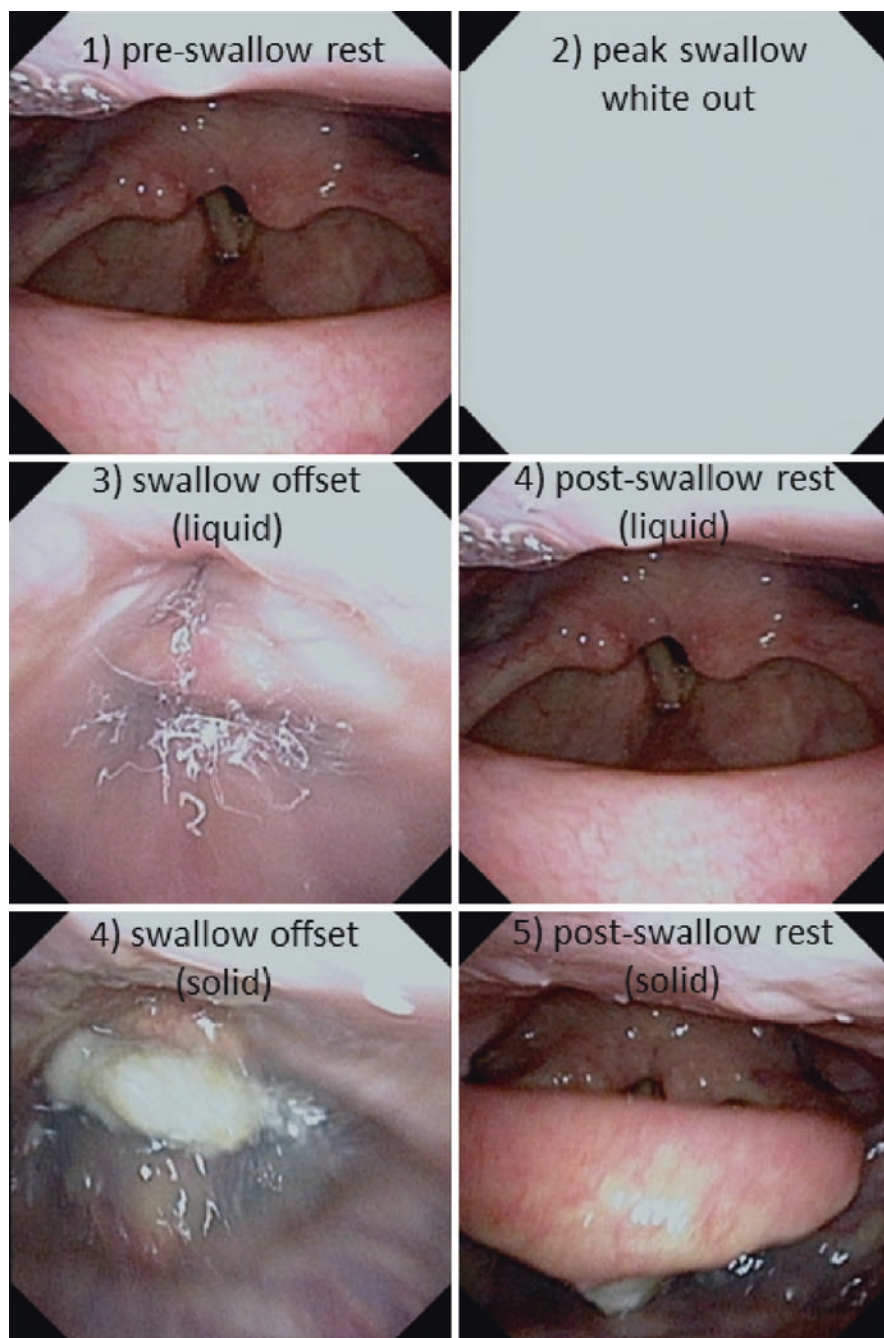 1) pre-swallow rest
2) peak swallow
white out
3) swallow offset
(liquid)
4) post-swallow rest
(liquid)
4) swallow offset
(solid)
5) post-swallow rest
(solid)